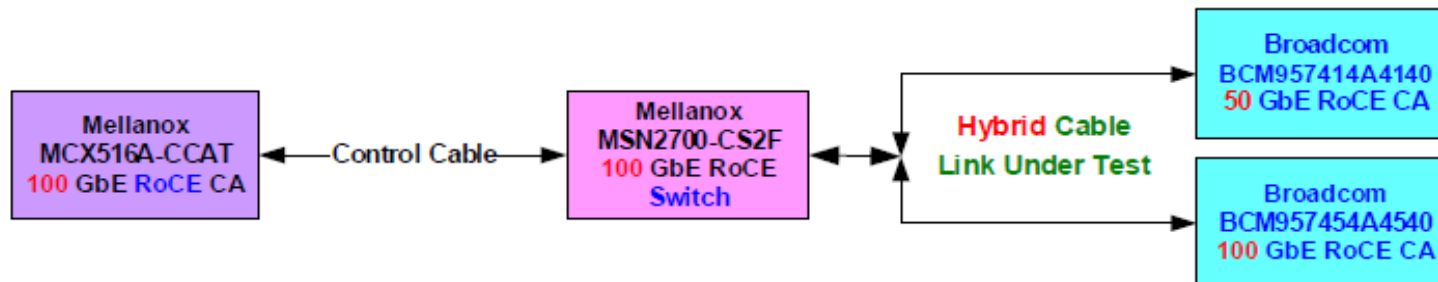 Mellanox
MCX516A-CCAT
100 GbE RoCE CA
Control Cable
Mellanox
MSN2700-CS2F
100 GbE RoCE
Switch
Hybrid Cable
Link Under Test
Broadcom
BCM957414A4140
50 GbE RoCE CA
Broadcom
BCM957454A4540
100 GbE RoCE CA